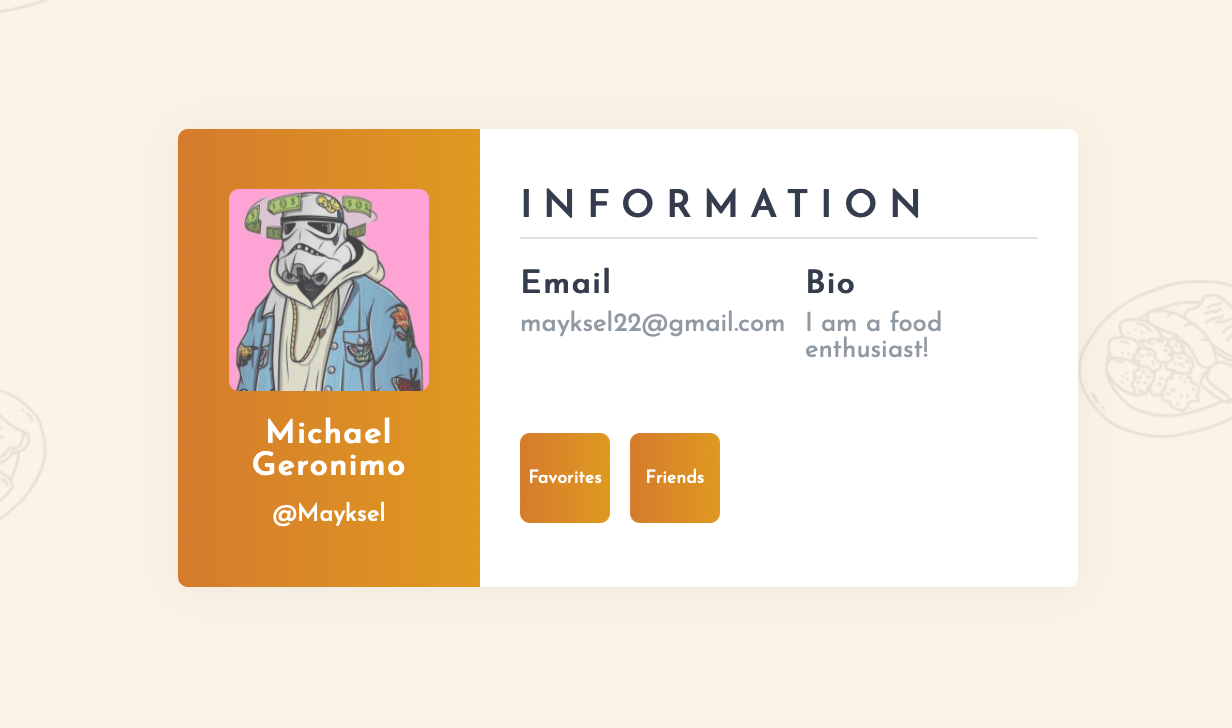 INFORMATION
Email
Bio
mayksel22@gmail.com
I am a food
enthusiast!
Michael
Geronimo
@Mayksel
Favorites
Friends